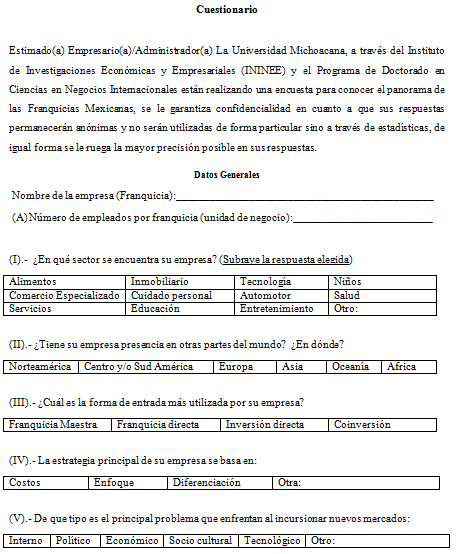 Cuestionario
Estimado(a) Empresario(a)/Administrador(a) La Universidad Michoacana, a través del Instituto
de Investigaciones Económicas y Empresariales (ININEE) y el Programa de Doctorado en
Ciencias en Negocios Internacionales están realizando una encuesta para conocer el panorama de
las Franquicias Mexicanas, se le garantiza confidencialidad en cuanto a que sus respuestas
permanecerán anónimas y no serán utilizadas de forma particular sino a través de estadísticas, de
igual forma se le ruega la mayor precisión posible en sus respuestas.
Datos Generales
Nombre de la empresa (Franquicia):
(A) Número de empleados por franquicia (unidad de negocio):
(I).- ¿En qué sector se encuentra su empresa? (Subrave la respuesta elegida)
Alimentos Inmobiliario Tecnología Niños
Comercio Especializado Cuidado personal Automotor Salud
Servicios Educación Entretenimiento Otro:
(II).- ¿Tiene su empresa presencia en otras partes del mundo? ¿En dónde?
Norteamérica Centro y/o Sud América Europa Asia Oceanía Africa
(III).- ¿Cuál es la forma de entrada más utilizada por su empresa?
Franquicia Maestra Franquicia directa Inversión directa Coinversión
(IV).- La estrategia principal de su empresa se basa en:
Costos Enfoque Diferenciación Otra:
(V).- De que tipo es el principal problema que enfrentan al incursionar nuevos mercados:
Interno Político Económico Socio cultural Tecnológico Otro: